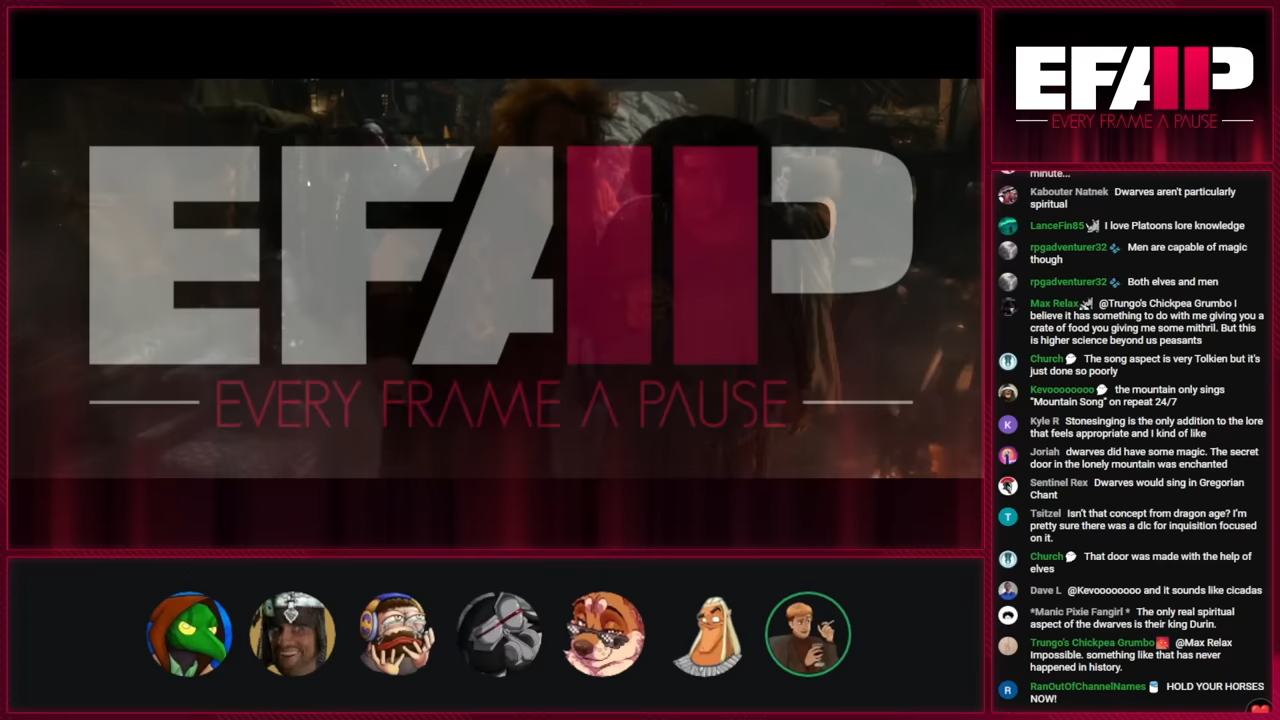 EFAP
EVERY FRAME A PAUSE
EFAP
EVERY FRAME A PAUSE
minute...
Kabouter Natnek Dwarves aren't particularly
spiritual
LanceFin85 I love Platoons lore knowledge
rpgadventurer32 Men are capable of magic
though
rpgadventurer32 Both elves and men
Max Relax @Trungo's Chickpea Grumbo I
believe it has something to do with me giving you a
crate of food you giving me some mithril. But this
is higher science beyond us peasants
Church The song aspect is very Tolkien but it's
just done so poorly
Kevoooooooo the mountain only sings
"Mountain Song" on repeat 24/7
K Kyle R Stonesinging is the only addition to the lore
that feels appropriate and I kind of like
Joriah dwarves did have some magic. The secret
door in the lonely mountain was enchanted
Sentinel Rex Dwarves would sing in Gregorian
Chant
T Tsitzel Isn't that concept from dragon age? I'm
pretty sure there was a dlc for inquisition focused
on it.
Church That door was made with the help of
elves
Dave L @Kevoooooooo and it sounds like cicadas
*Manic Pixie Fangirl * The only real spiritual
aspect of the dwarves is their king Durin.
Trungo's Chickpea Grumbo @Max Relax
Impossible. something like that has never
happened in history.
R RanOutOfChannelNames HOLD YOUR HORSES
NOW!